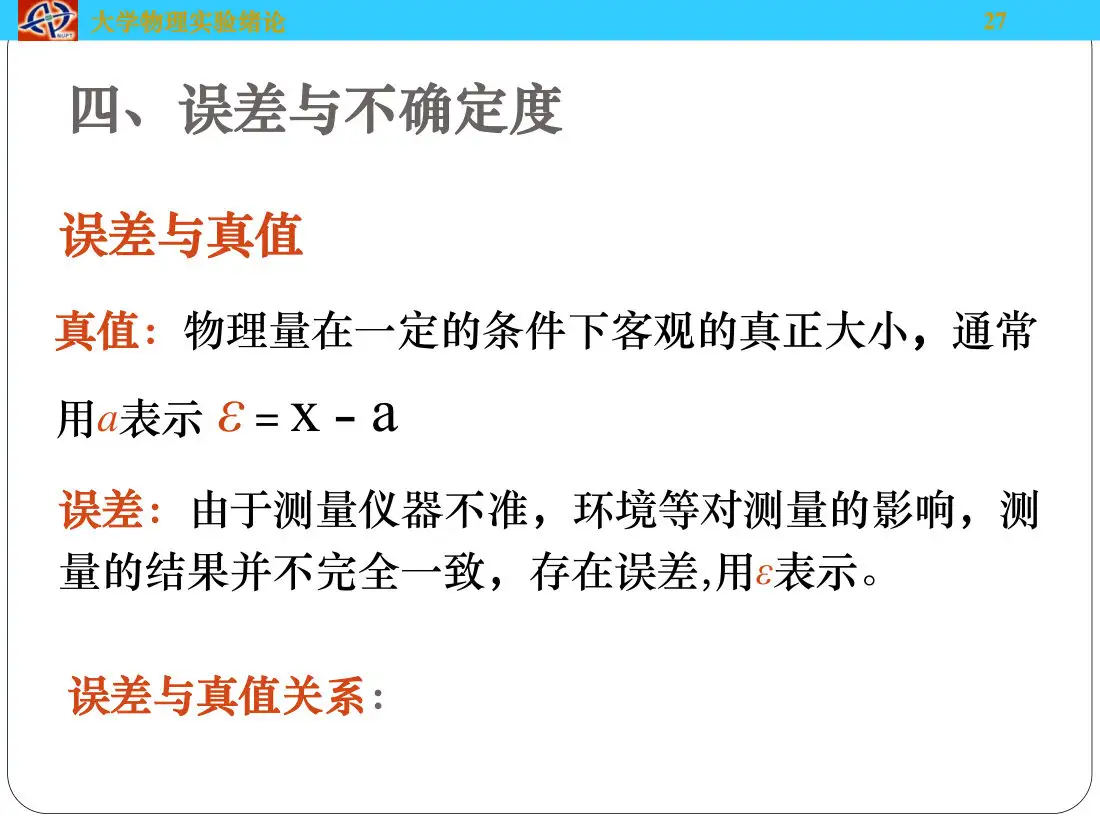 大学物理实验绪论
27
四、误差与不确定度
误差与真值
真值：物理量在一定的条件下客观的真正大小，通常
用a表示 ε = x − a
误差：由于测量仪器不准，环境等对测量的影响，测
量的结果并不完全一致，存在误差,用ε表示。
误差与真值关系：
NUPT